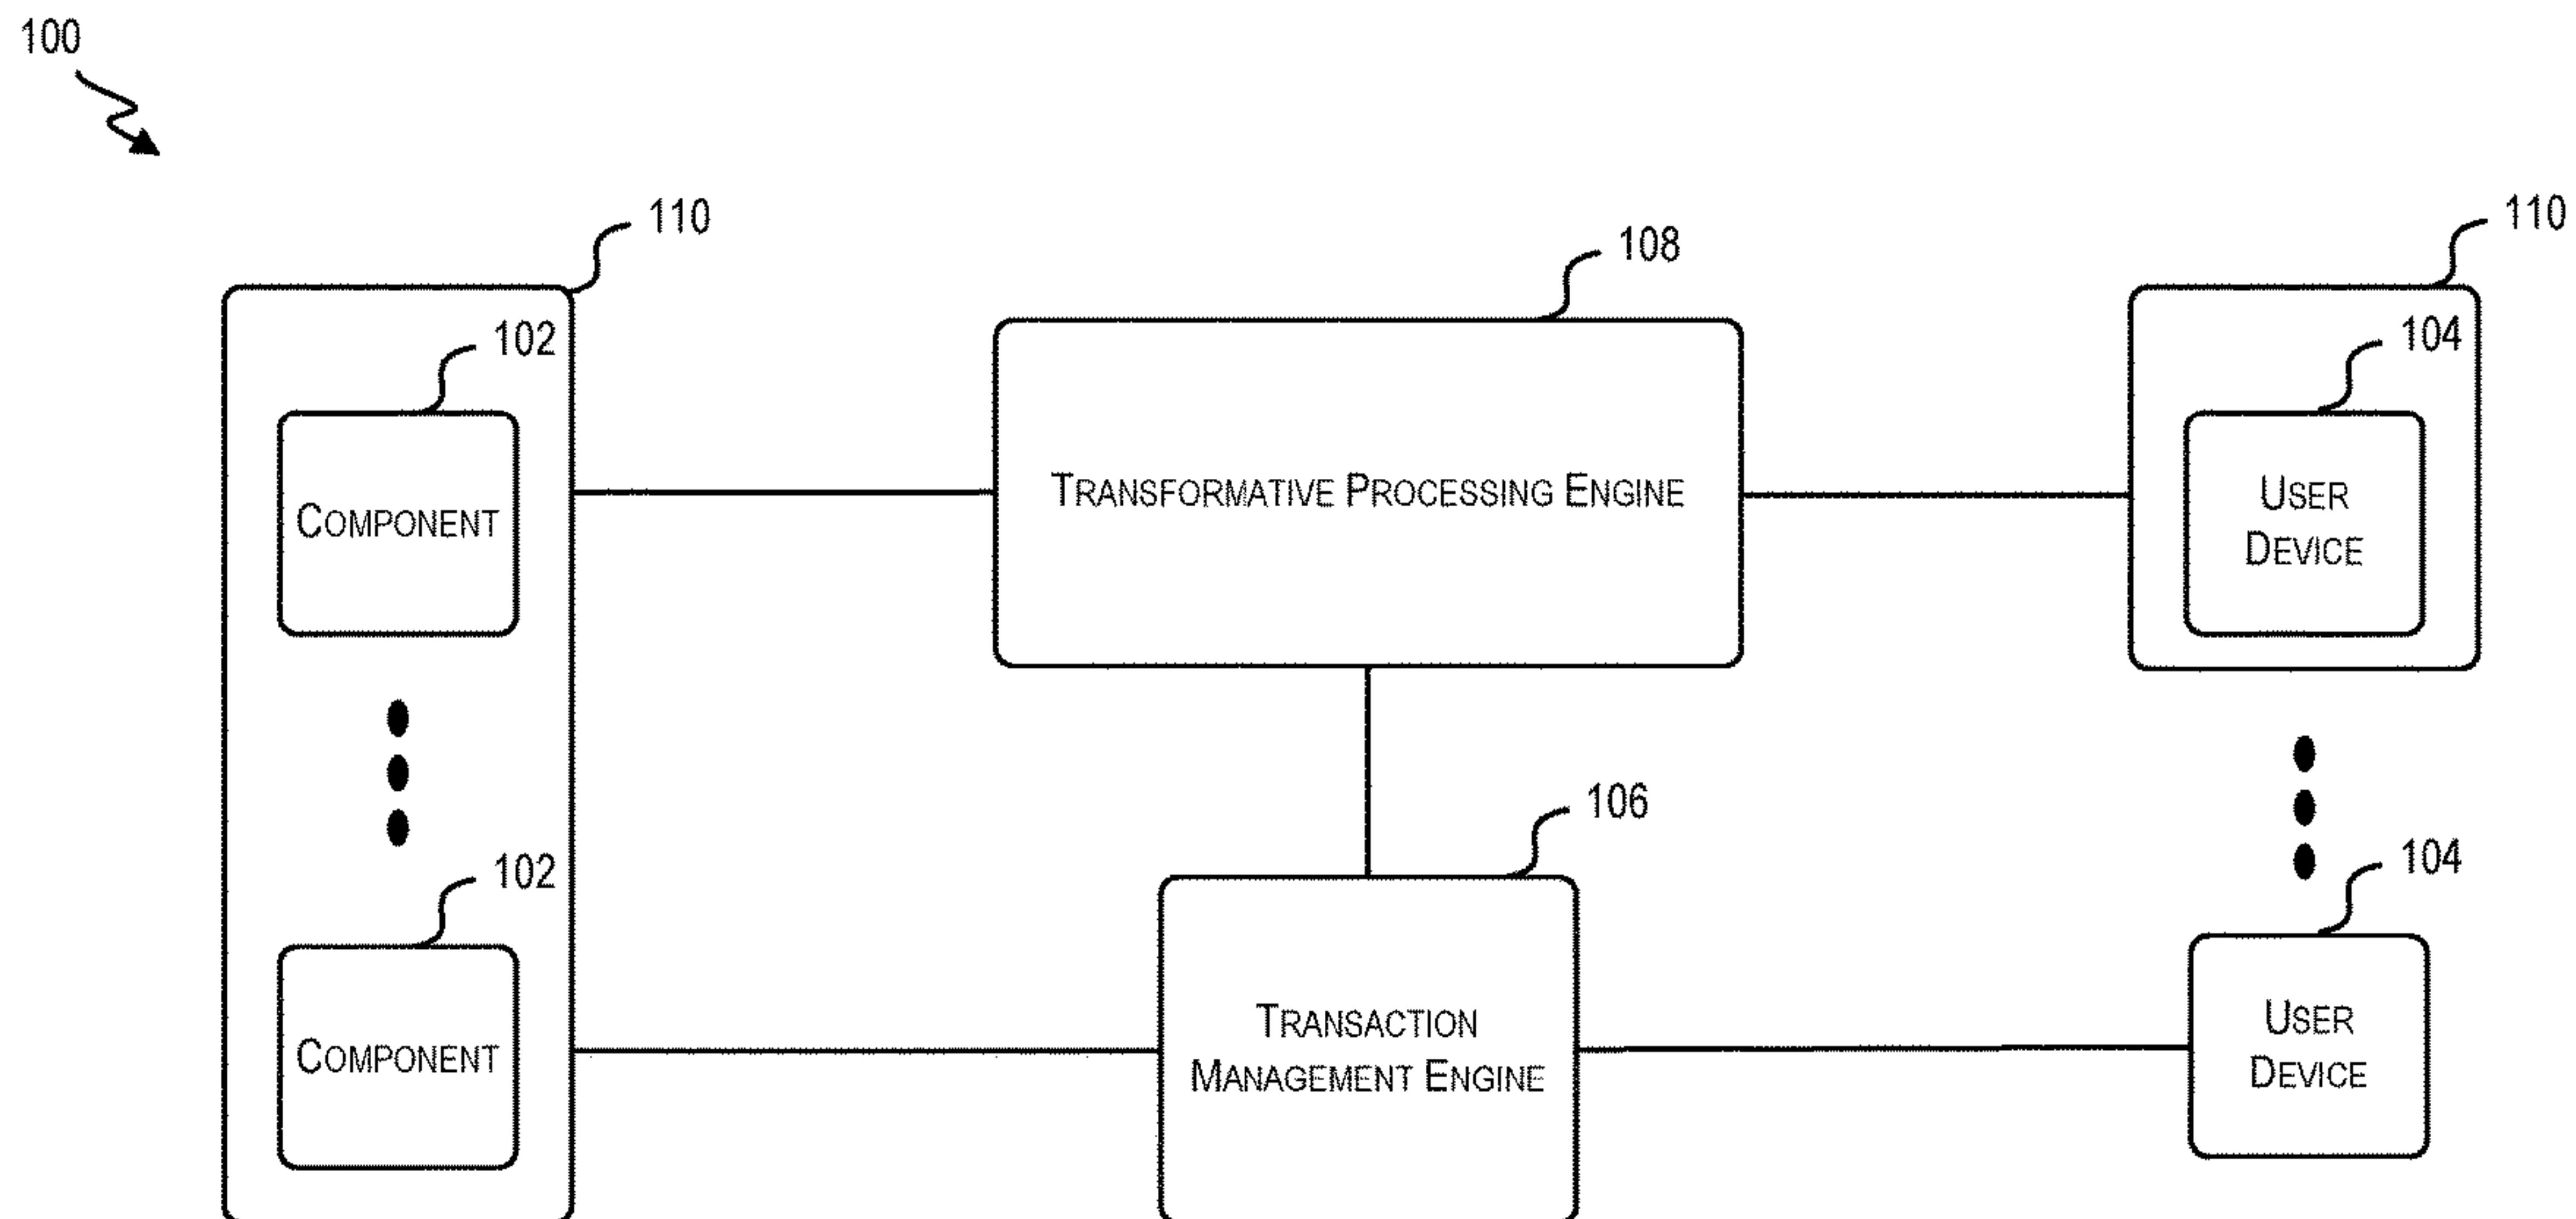 100
110
110
108
102
104
TRANSFORMATIVE PROCESSING ENGINE
USER
DEVICE
COMPONENT
106
102
104
TRANSACTION
MANAGEMENT ENGINE
USER
DEVICE
COMPONENT